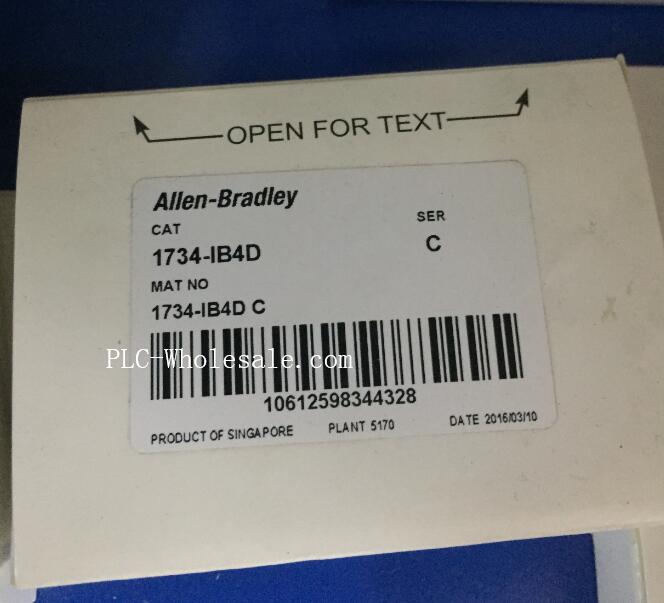 OPEN FOR TEXT
Allen-Bradley
CAT
SER
1734-IB4D
C
MAT NO
1734-IB4D C
PLC-Wholesale.com
10612598344328
PRODUCT OF SINGAPORE PLANT 5170 DATE 2016/03/10